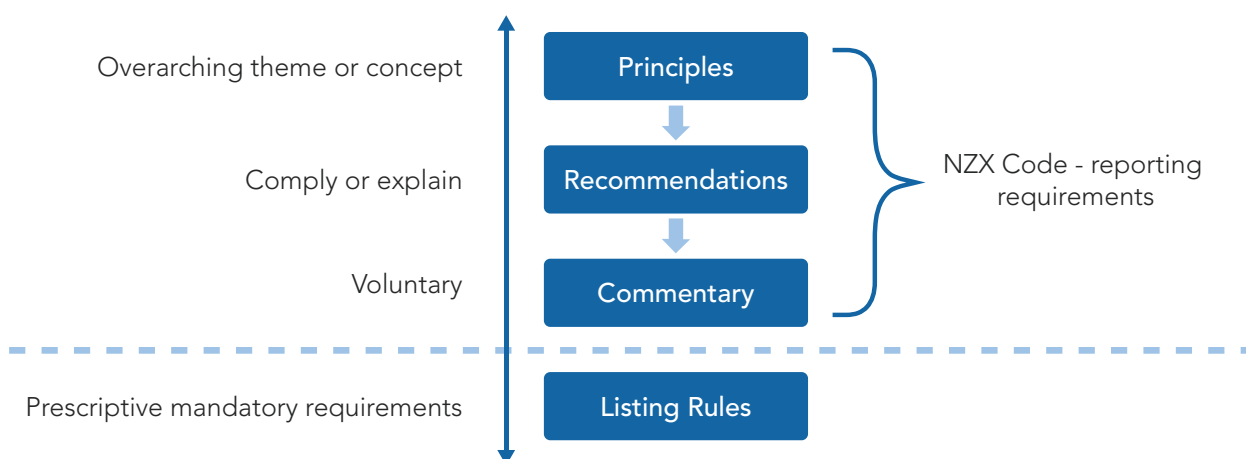 Overarching theme or concept
Principles
Comply or explain
Recommendations
NZX Code - reporting
requirements
Voluntary
Commentary
Prescriptive mandatory requirements
Listing Rules